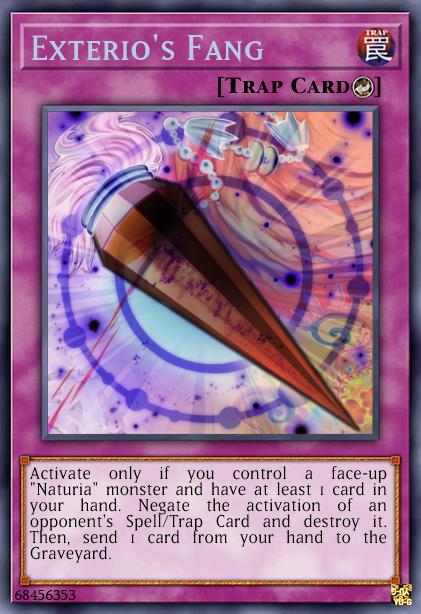 Exterio's Fang
TRAP
罠
[Trap Card]
Activate only if you control a face-up
"Naturia" monster and have at least 1 card in
your hand. Negate the activation of an
opponent's Spell/Trap Card and destroy it.
Then, send 1 card from your hand to the
Graveyard.
68456353